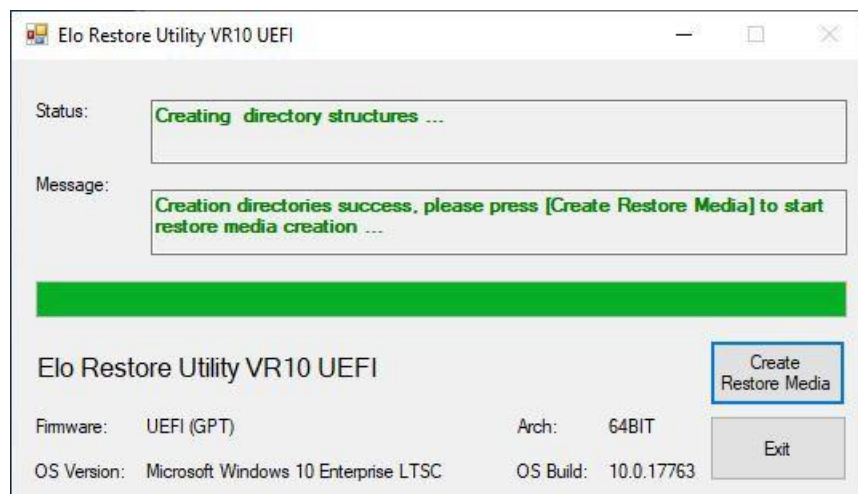 Elo Restore Utility VR10 UEFI
Status:
Creating directory structures ...
Message:
Creation directories success, please press [Create Restore Media] to start
restore media creation ...
Elo Restore Utility VR10 UEFI
Create
Restore Media
Firmware: UEFI (GPT) Arch: 64BIT
Exit
OS Version: Microsoft Windows 10 Enterprise LTSC OS Build: 10.0.17763